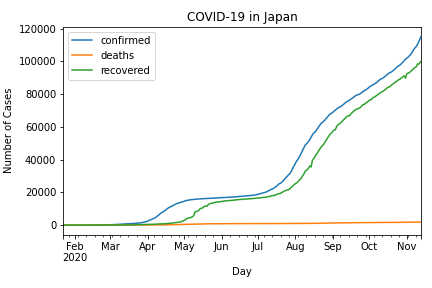 COVID-19 in Japan
confirmed
deaths
recovered
Number of Cases
120000
100000
80000
60000
40000
20000
0
Feb Mar Apr May Jun Jul Aug Sep Oct Nov
2020
Day